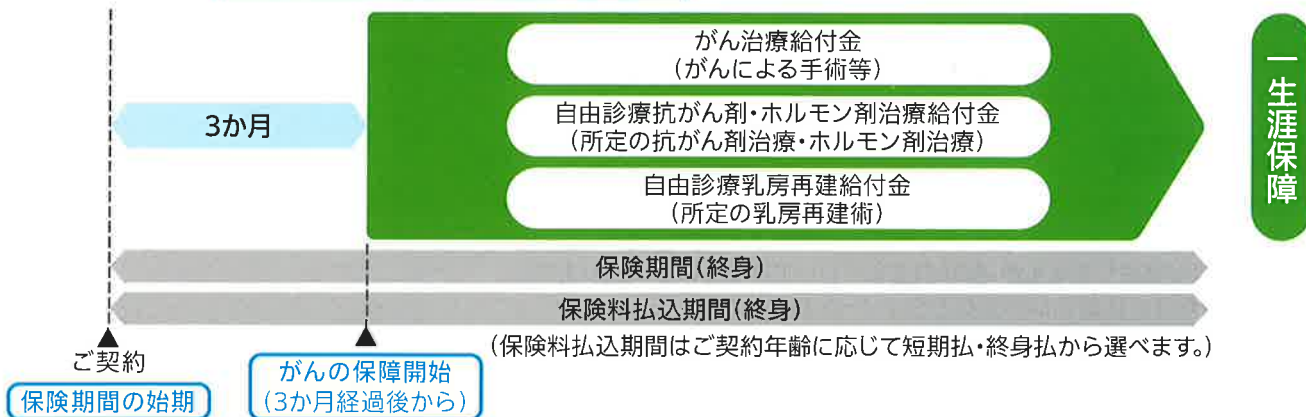 がん治療給付金
(がんによる手術等)
3か月
自由診療抗がん剤・ホルモン剤治療給付金
(所定の抗がん剤治療・ホルモン剤治療)
自由診療乳房再建給付金
(所定の乳房再建術)
一生涯保障
保険期間(終身)
保険料払込期間(終身)
(保険料払込期間はご契約年齢に応じて短期払・終身払から選べます。)
ご契約
保険期間の始期
がんの保障開始
(3か月経過後から)